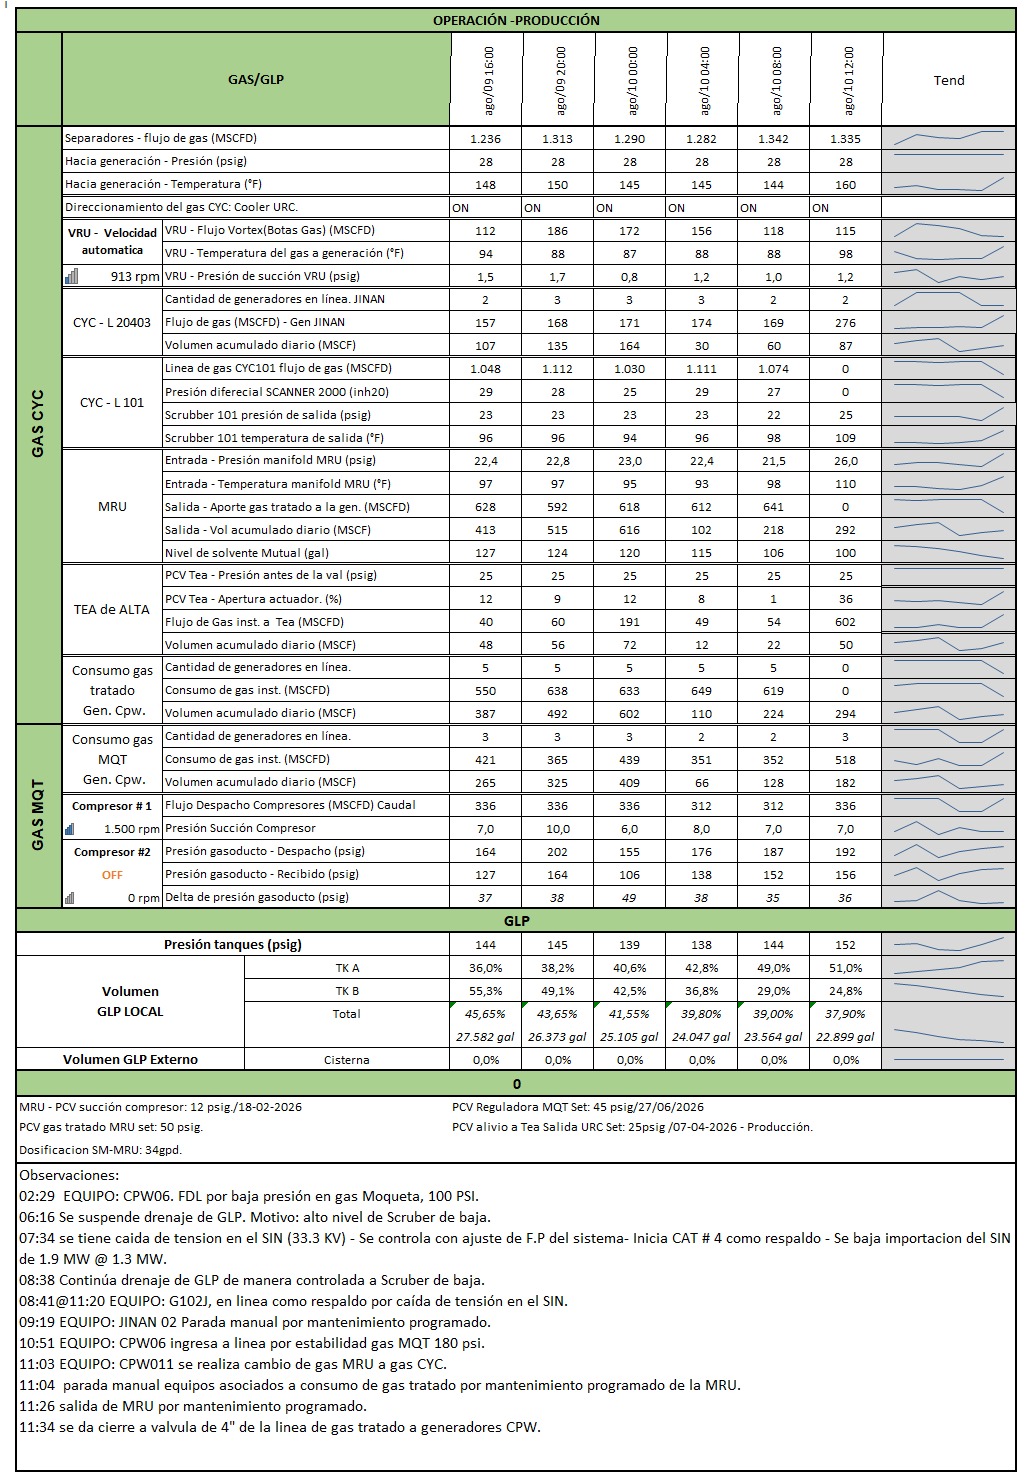 OPERACIÓN -PRODUCCIÓN
GAS/GLP ago/09 16:00 ago/09 20:00 ago/10 00:00 ago/10 04:00 ago/10 08:00 ago/10 12:00 Tend
GAS CYC
Separadores - flujo de gas (MSCFD) 1.236 1.313 1.290 1.282 1.342 1.335
Hacia generación - Presión (psig) 28 28 28 28 28 28
Hacia generación - Temperatura (°F) 148 150 145 145 144 160
Direccionamiento del gas CYC: Cooler URC. ON ON ON ON ON ON
VRU - Velocidad automatica
913 rpm
VRU - Flujo Vortex(Botas Gas) (MSCFD) 112 186 172 156 118 115
VRU - Temperatura del gas a generación (°F) 94 88 87 88 88 98
VRU - Presión de succión VRU (psig) 1,5 1,7 0,8 1,2 1,0 1,2
CYC - L 20403
Cantidad de generadores en línea. JINAN 2 3 3 3 2 2
Flujo de gas (MSCFD) - Gen JINAN 157 168 171 174 169 276
Volumen acumulado diario (MSCF) 107 135 164 30 60 87
CYC - L 101
Linea de gas CYC101 flujo de gas (MSCFD) 1.048 1.112 1.030 1.111 1.074 0
Presión diferecial SCANNER 2000 (inh20) 29 28 25 29 27 0
Scrubber 101 presión de salida (psig) 23 23 23 23 22 25
Scrubber 101 temperatura de salida (°F) 96 96 94 96 98 109
MRU
Entrada - Presión manifold MRU (psig) 22,4 22,8 23,0 22,4 21,5 26,0
Entrada - Temperatura manifold MRU (°F) 97 97 95 93 98 110
Salida - Aporte gas tratado a la gen. (MSCFD) 628 592 618 612 641 0
Salida - Vol acumulado diario (MSCF) 413 515 616 102 218 292
Nivel de solvente Mutual (gal) 127 124 120 115 106 100
TEA de ALTA
PCV Tea - Presión antes de la val (psig) 25 25 25 25 25 25
PCV Tea - Apertura actuador. (%) 12 9 12 8 1 36
Flujo de Gas inst. a Tea (MSCFD) 40 60 191 49 54 602
Volumen acumulado diario (MSCF) 48 56 72 12 22 50
Consumo gas tratado Gen. Cpw.
Cantidad de generadores en línea. 5 5 5 5 5 0
Consumo de gas inst. (MSCFD) 550 638 633 649 619 0
Volumen acumulado diario (MSCF) 387 492 602 110 224 294
GAS MQT
Consumo gas MQT Gen. Cpw.
Cantidad de generadores en línea. 3 3 3 2 2 3
Consumo de gas inst. (MSCFD) 421 365 439 351 352 518
Volumen acumulado diario (MSCF) 265 325 409 66 128 182
Compresor # 1
1.500 rpm
Flujo Despacho Compresores (MSCFD) Caudal 336 336 336 312 312 336
Presión Succión Compresor 7,0 10,0 6,0 8,0 7,0 7,0
Compresor #2
OFF
0 rpm
Presión gasoducto - Despacho (psig) 164 202 155 176 187 192
Presión gasoducto - Recibido (psig) 127 164 106 138 152 156
Delta de presión gasoducto (psig) 37 38 49 38 35 36
GLP
Presión tanques (psig) 144 145 139 138 144 152
Volumen
GLP LOCAL
TK A 36,0% 38,2% 40,6% 42,8% 49,0% 51,0%
TK B 55,3% 49,1% 42,5% 36,8% 29,0% 24,8%
Total 45,65% 43,65% 41,55% 39,80% 39,00% 37,90%
27.582 gal 26.373 gal 25.105 gal 24.047 gal 23.564 gal 22.899 gal
Volumen GLP Externo Cisterna 0,0% 0,0% 0,0% 0,0% 0,0% 0,0%
0
MRU - PCV succión compresor: 12 psig./18-02-2026 PCV Reguladora MQT Set: 45 psig/27/06/2026
PCV gas tratado MRU set: 50 psig. PCV alivio a Tea Salida URC Set: 25psig /07-04-2026 - Producción.
Dosificacion SM-MRU: 34gpd.
Observaciones:
02:29 EQUIPO: CPW06. FDL por baja presión en gas Moqueta, 100 PSI.
06:16 Se suspende drenaje de GLP. Motivo: alto nivel de Scruber de baja.
07:34 se tiene caida de tension en el SIN (33.3 KV) - Se controla con ajuste de F.P del sistema- Inicia CAT # 4 como respaldo - Se baja importacion del SIN
de 1.9 MW @ 1.3 MW.
08:38 Continúa drenaje de GLP de manera controlada a Scruber de baja.
08:41@11:20 EQUIPO: G102J, en linea como respaldo por caída de tensión en el SIN.
09:19 EQUIPO: JINAN 02 Parada manual por mantenimiento programado.
10:51 EQUIPO: CPW06 ingresa a linea por estabilidad gas MQT 180 psi.
11:03 EQUIPO: CPW011 se realiza cambio de gas MRU a gas CYC.
11:04 parada manual equipos asociados a consumo de gas tratado por mantenimiento programado de la MRU.
11:26 salida de MRU por mantenimiento programado.
11:34 se da cierre a valvula de 4" de la linea de gas tratado a generadores CPW.